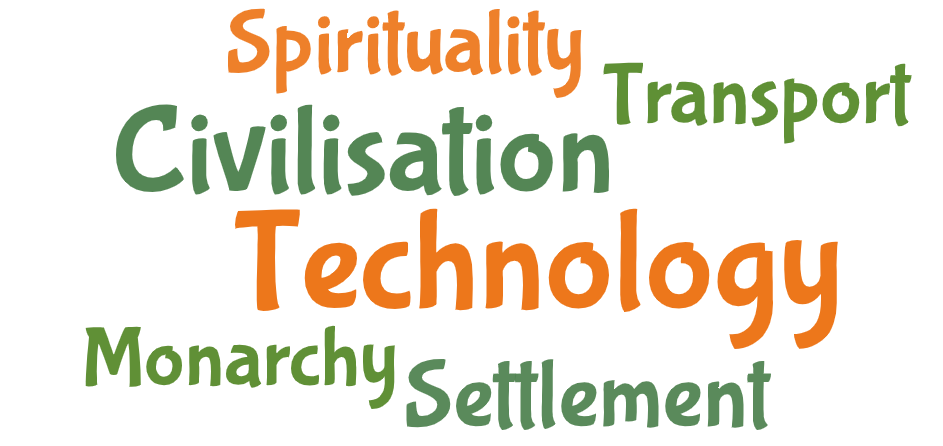 Spirituality
Transport
Civilisation
Technology
Monarchy
Settlement